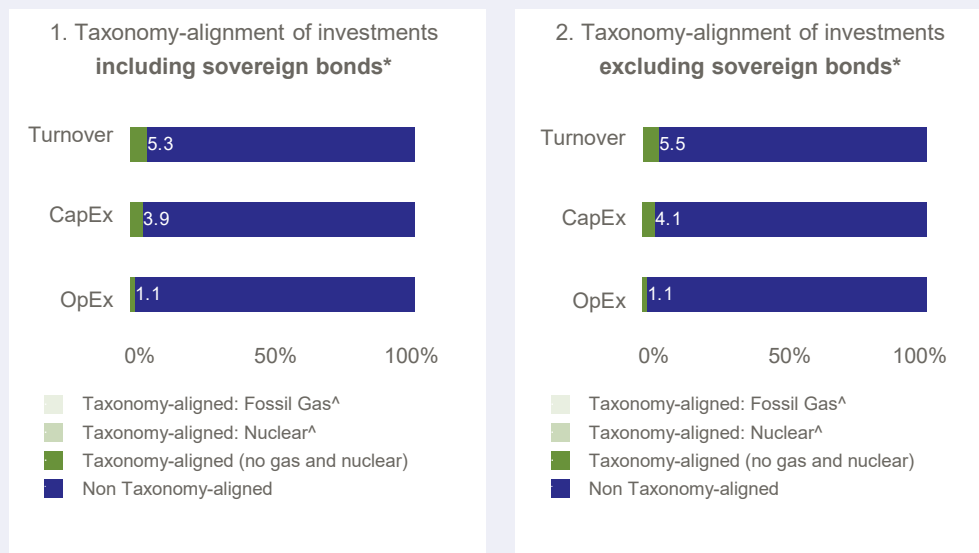 1. Taxonomy-alignment of investments
including sovereign bonds*
Turnover
5.3
CapEx
3.9
OpEx
1.1
0% 50% 100%
Taxonomy-aligned: Fossil Gas^
Taxonomy-aligned: Nuclear^
Taxonomy-aligned (no gas and nuclear)
Non Taxonomy-aligned
2. Taxonomy-alignment of investments
excluding sovereign bonds*
Turnover
5.5
CapEx
4.1
OpEx
1.1
0% 50% 100%
Taxonomy-aligned: Fossil Gas^
Taxonomy-aligned: Nuclear^
Taxonomy-aligned (no gas and nuclear)
Non Taxonomy-aligned